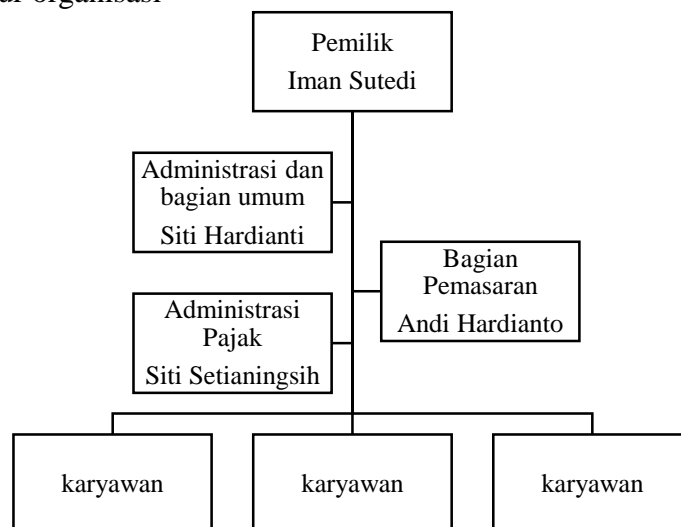 organisasi
Pemilik
Iman Sutedi
Administrasi dan
bagian umum
Siti Hardianti
Bagian
Pemasaran
Andi Hardianto
Administrasi
Pajak
Siti Setianingsih
karyawan
karyawan
karyawan